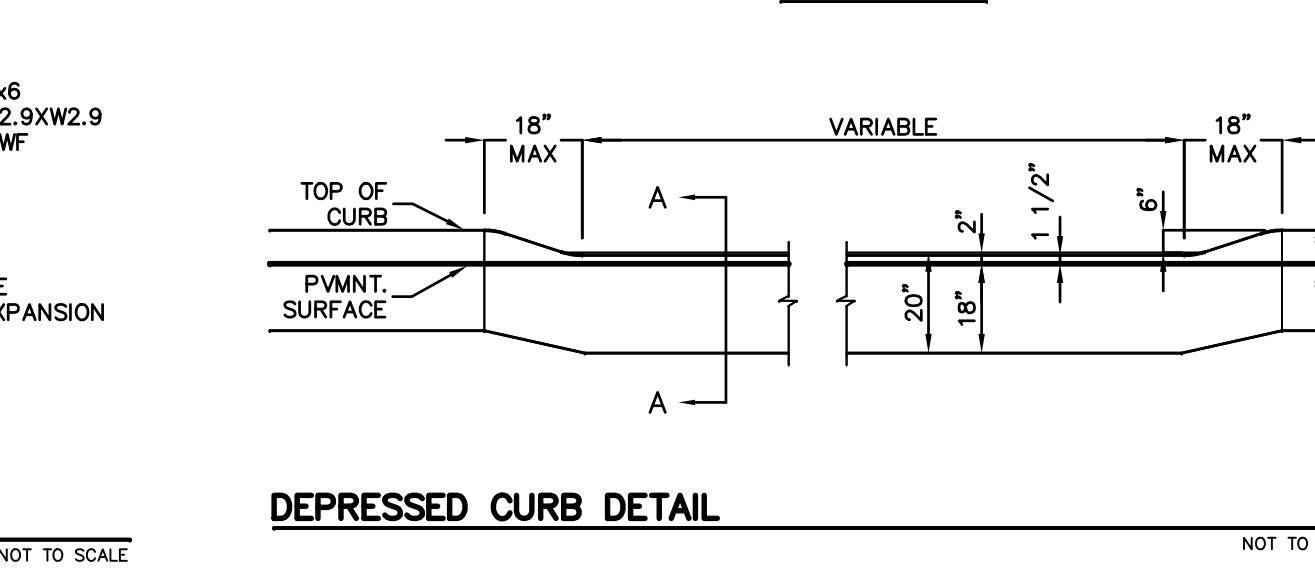 x6
2.9XW2.9
WF
E
XPANSION
NOT TO SCALE
18"
MAX
VARIABLE
18"
MAX
TOP OF
CURB
A
2"
1 1/2"
6"
PVMNT.
SURFACE
20"
18"
A
DEPRESSED CURB DETAIL
NOT TO